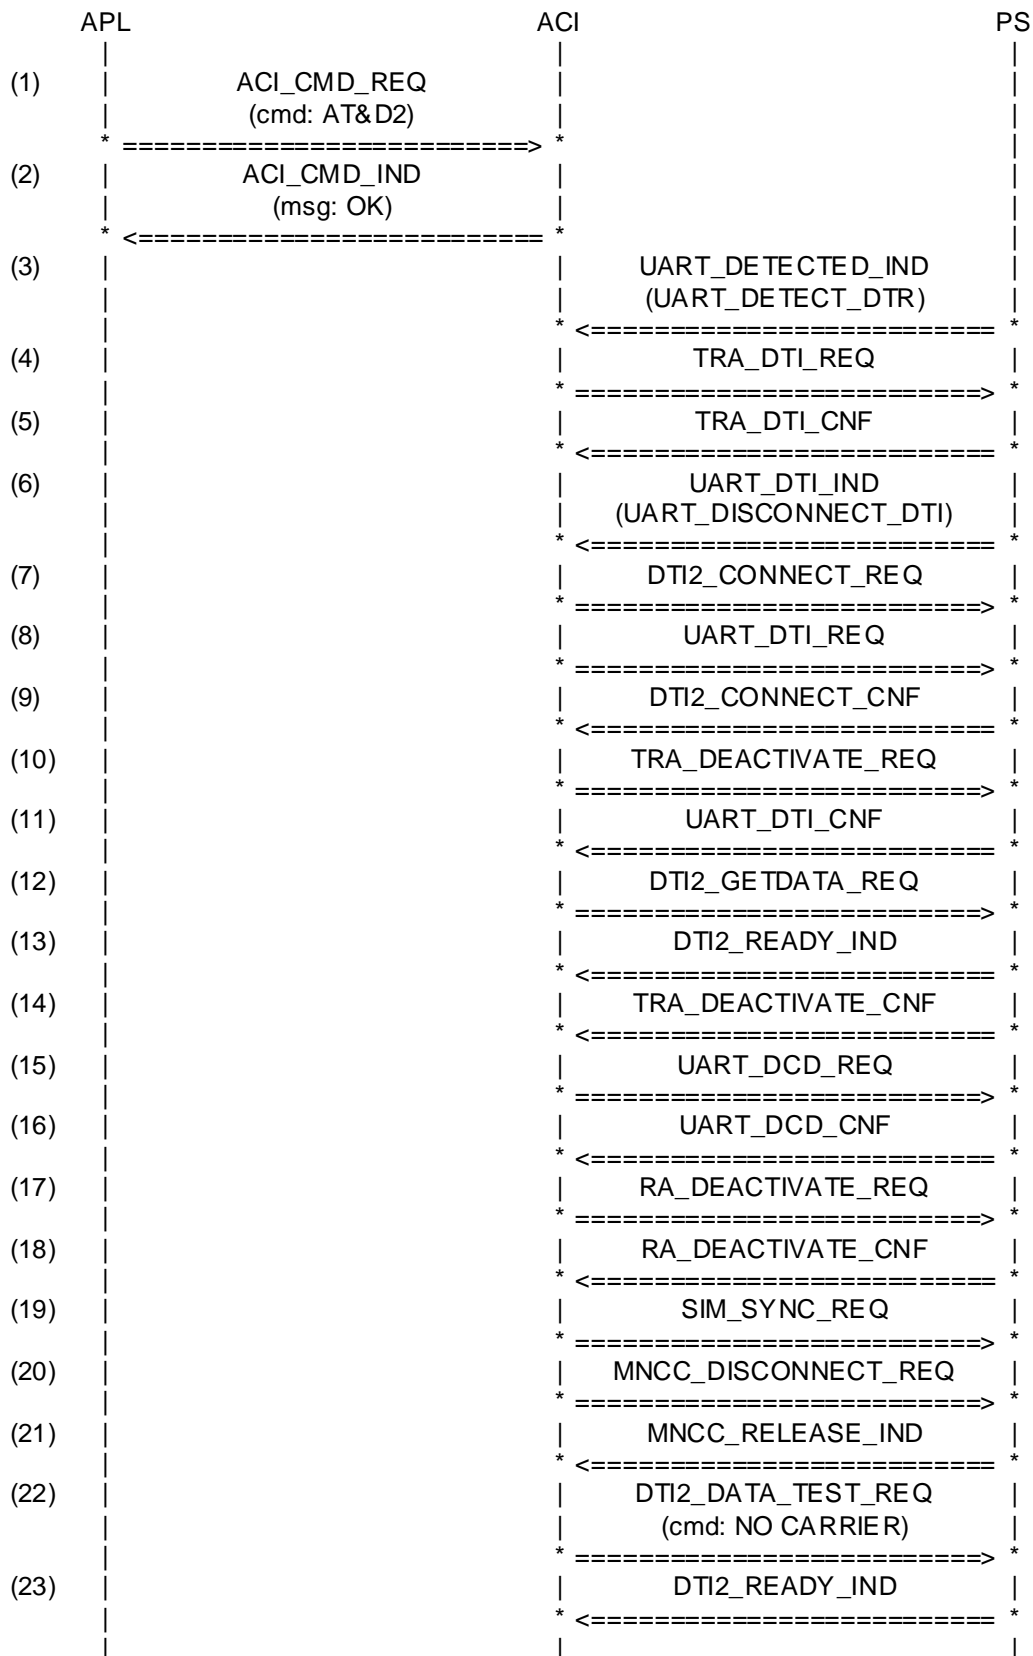 APL ACI PS
(1) ACI_CMD_REQ
(cmd: AT&D2)
* ==========================> *
(2) ACI_CMD_IND
(msg: OK)
* <========================== *
(3) UART_DETECTED_IND
(UART_DETECT_DTR)
* <========================== *
(4) TRA_DTI_REQ
* ==========================> *
(5) TRA_DTI_CNF
* <========================== *
(6) UART_DTI_IND
(UART_DISCONNECT_DTI)
* <========================== *
(7) DTI2_CONNECT_REQ
* ==========================> *
(8) UART_DTI_REQ
* ==========================> *
(9) DTI2_CONNECT_CNF
* <========================== *
(10) TRA_DEACTIVATE_REQ
* ==========================> *
(11) UART_DTI_CNF
* <========================== *
(12) DTI2_GETDATA_REQ
* ==========================> *
(13) DTI2_READY_IND
* <========================== *
(14) TRA_DEACTIVATE_CNF
* <========================== *
(15) UART_DCD_REQ
* ==========================> *
(16) UART_DCD_CNF
* <========================== *
(17) RA_DEACTIVATE_REQ
* ==========================> *
(18) RA_DEACTIVATE_CNF
* <========================== *
(19) SIM_SYNC_REQ
* ==========================> *
(20) MNCC_DISCONNECT_REQ
* ==========================> *
(21) MNCC_RELEASE_IND
* <========================== *
(22) DTI2_DATA_TEST_REQ
(cmd: NO CARRIER)
* ==========================> *
(23) DTI2_READY_IND
* <========================== *